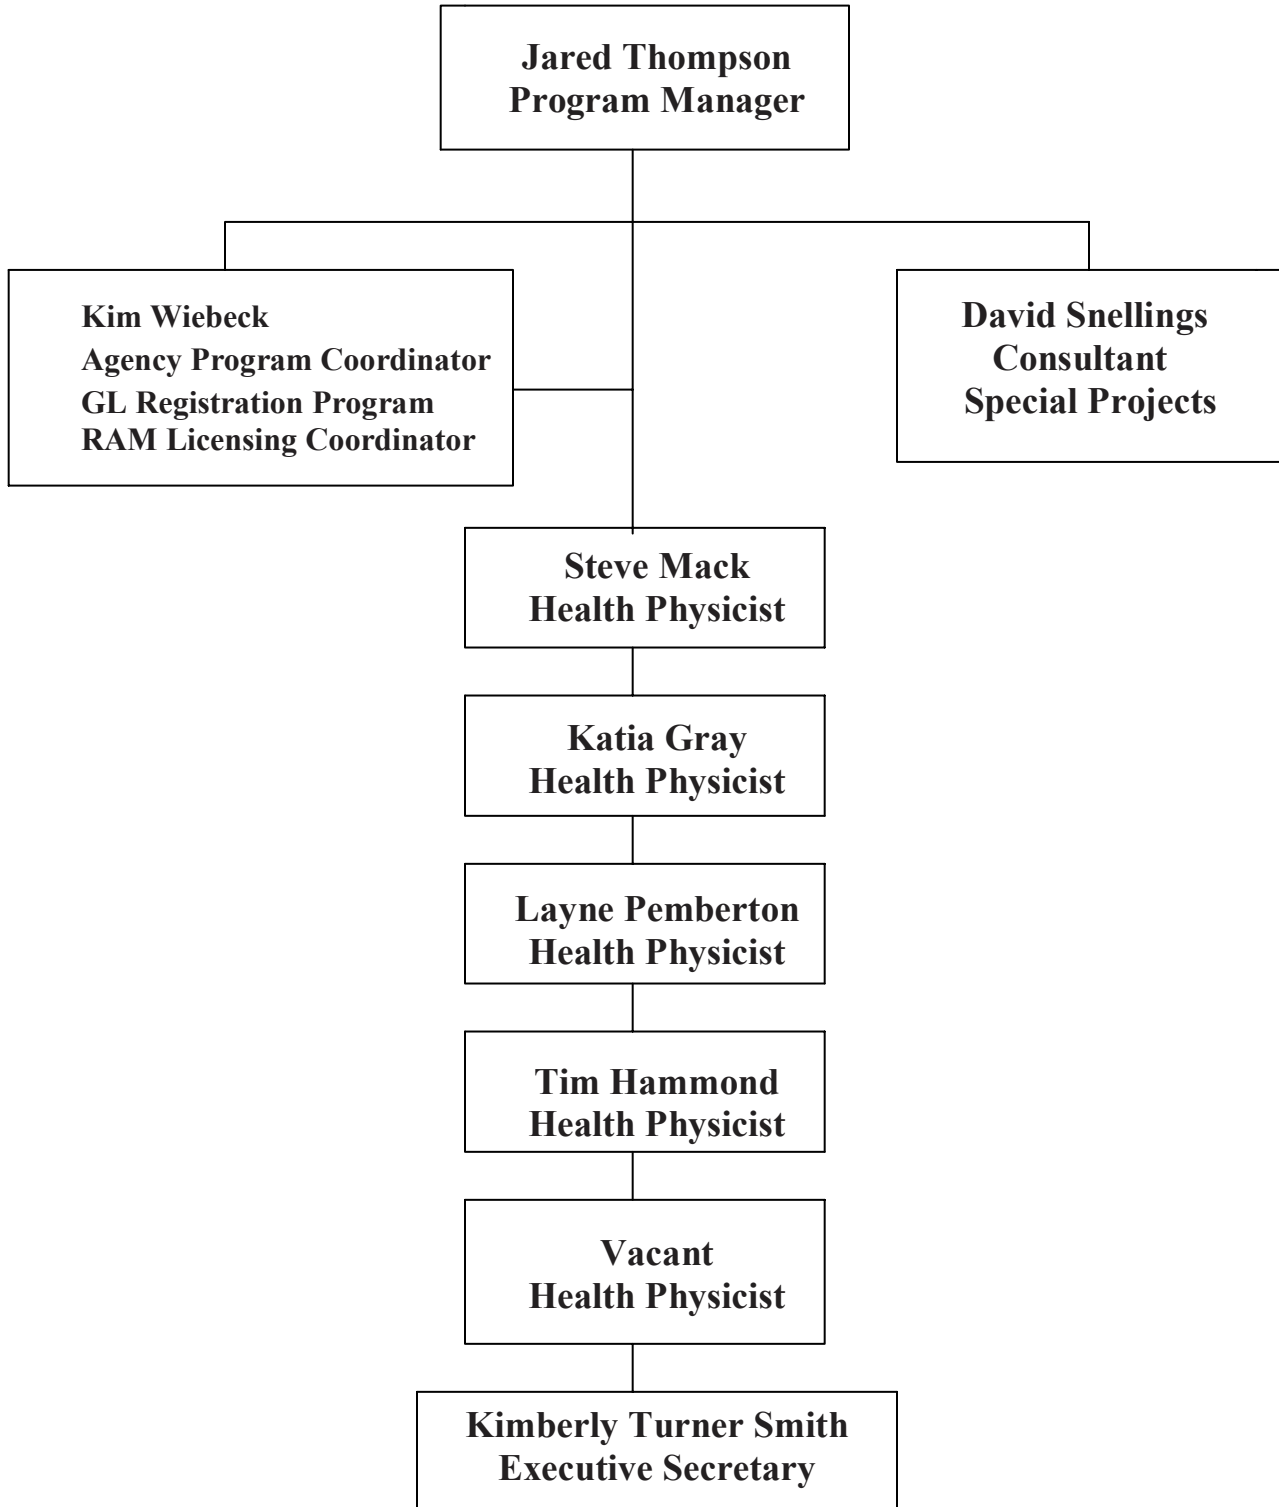 Jared Thompson
Program Manager
Kim Wiebeck
Agency Program Coordinator
GL Registration Program
RAM Licensing Coordinator
David Snellings
Consultant
Special Projects
Steve Mack
Health Physicist
Katia Gray
Health Physicist
Layne Pemberton
Health Physicist
Tim Hammond
Health Physicist
Vacant
Health Physicist
Kimberly Turner Smith
Executive Secretary